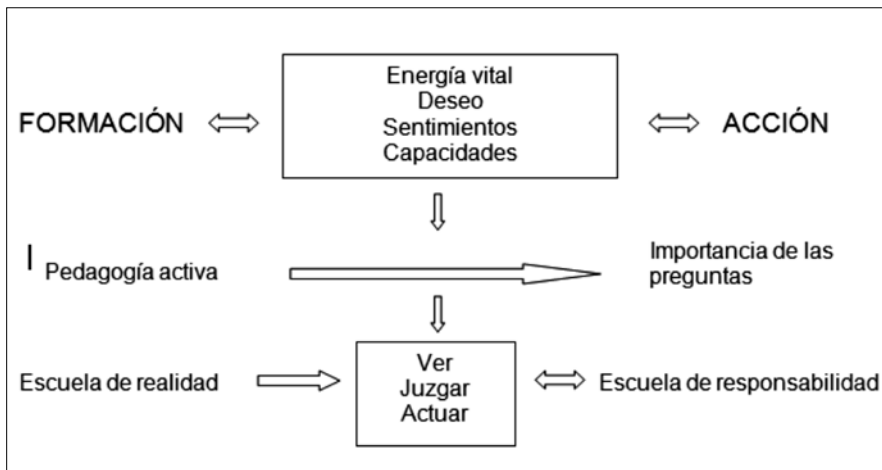 Energía vital
Deseo
FORMACIÓN
Sentimientos
ACCIÓN
Capacidades
Pedagogía activa
Importancia de las
preguntas
Ver
Escuela de realidad
Juzgar
Escuela de responsabilidad
Actuar